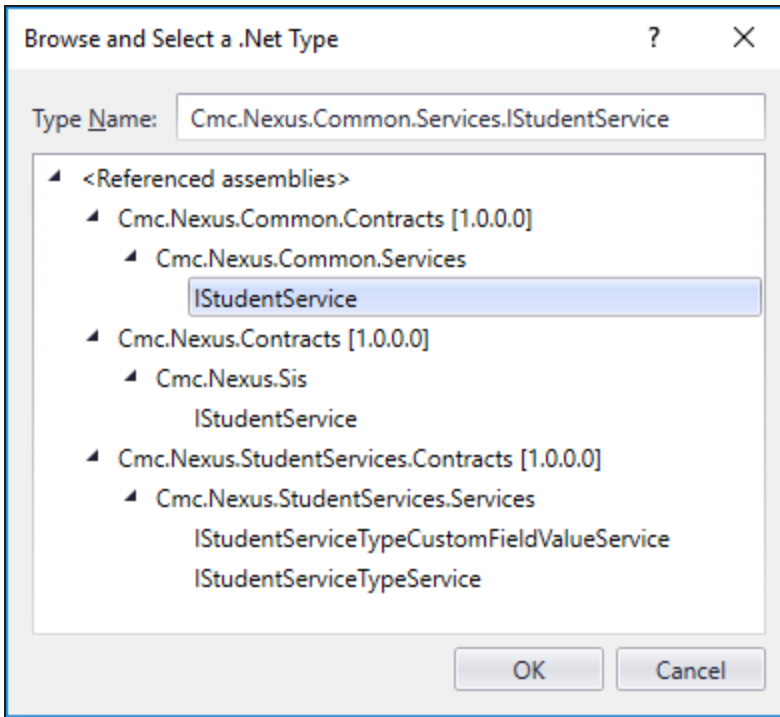 Browse and Select a .Net Type ?
Type Name: Cmc.Nexus.Common.Services.IStudentService
<Referenced assemblies>
Cmc.Nexus.Common.Contracts [1.0.0.0]
Cmc.Nexus.Common.Services
IStudentService
Cmc.Nexus.Contracts [1.0.0.0]
Cmc.Nexus.Sis
IStudentService
Cmc.Nexus.StudentServices.Contracts [1.0.0.0]
Cmc.Nexus.StudentServices.Services
IStudentServiceTypeCustomFieldValueService
IStudentServiceTypeService
OK Cancel